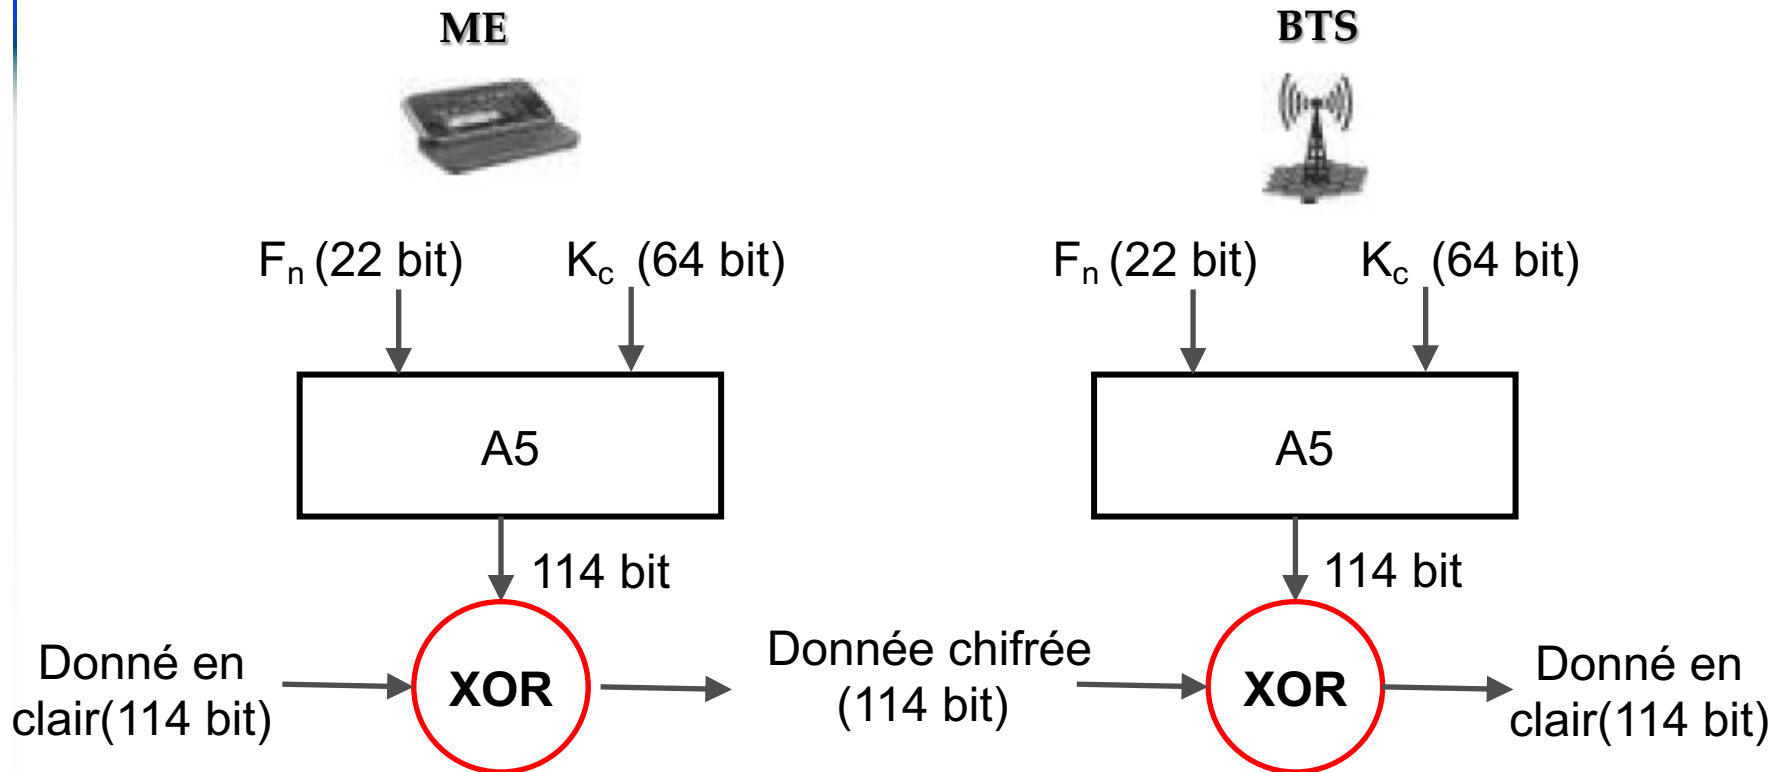 ME
BTS
Fn (22 bit)
Kc (64 bit)
Fn (22 bit)
Kc (64 bit)
A5
A5
114 bit
114 bit
Donné en
clair(114 bit)
XOR
Donnée chifrée
(114 bit)
XOR
Donné en
clair(114 bit)